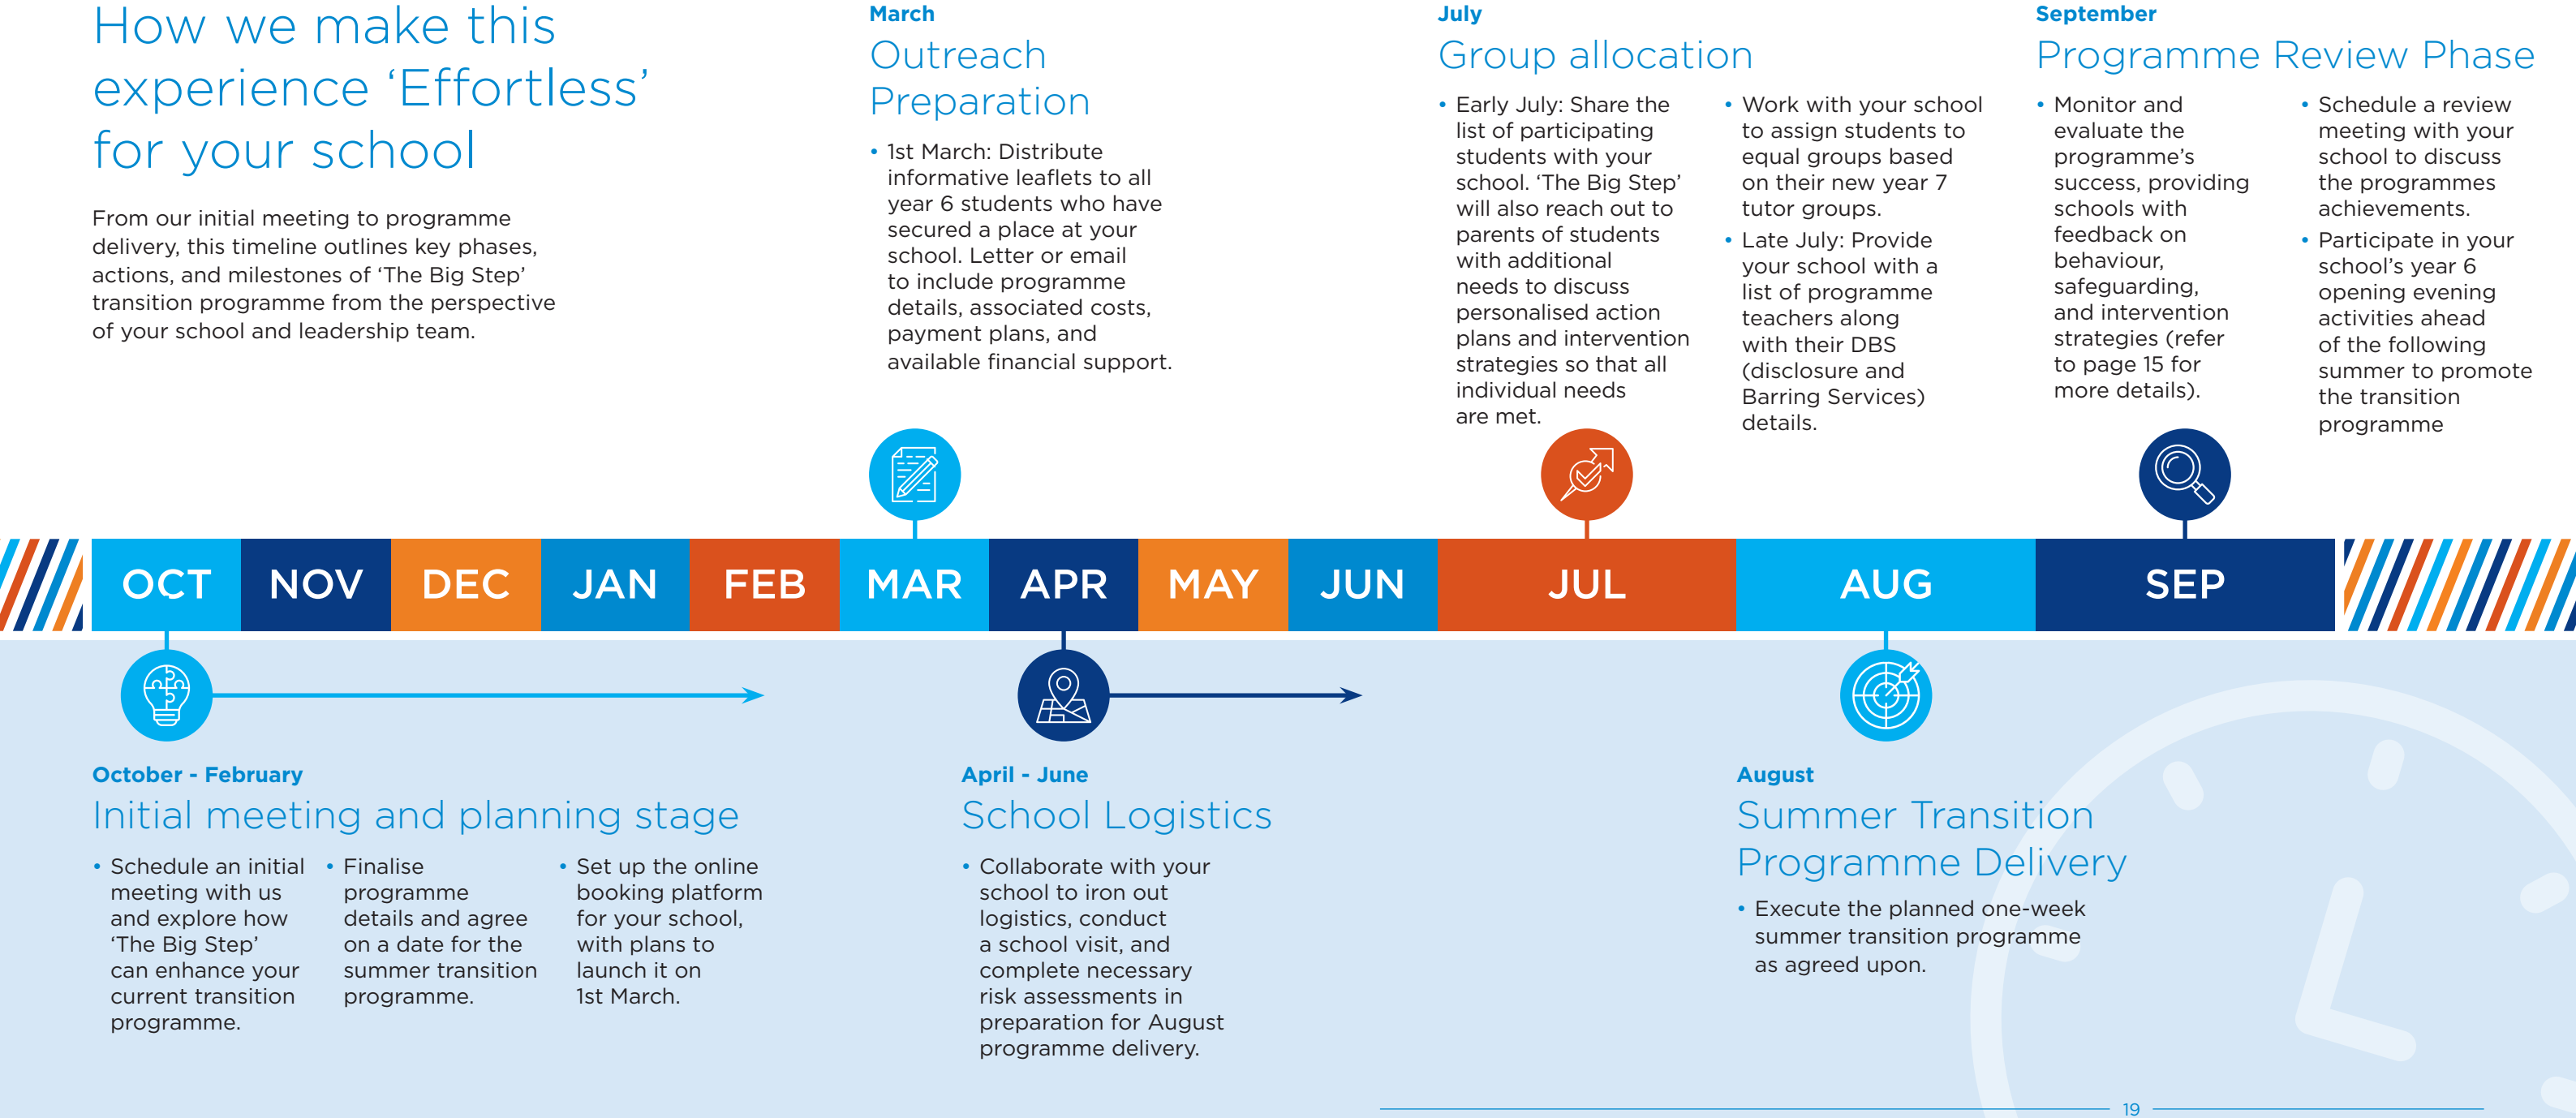 How we make this
experience ‘Effortless’
for your school
From our initial meeting to programme
delivery, this timeline outlines key phases,
actions, and milestones of ‘The Big Step’
transition programme from the perspective
of your school and leadership team.
March
Outreach
Preparation
• 1st March: Distribute
informative leaflets to all
year 6 students who have
secured a place at your
school. Letter or email
to include programme
details, associated costs,
payment plans, and
available financial support.
July
Group allocation
• Early July: Share the
list of participating
students with your
school. ‘The Big Step’
will also reach out to
parents of students
with additional
needs to discuss
personalised action
plans and intervention
strategies so that all
individual needs
are met.
• Work with your school
to assign students to
equal groups based
on their new year 7
tutor groups.
• Late July: Provide
your school with a
list of programme
teachers along
with their DBS
(disclosure and
Barring Services)
details.
September
Programme Review Phase
• Monitor and
evaluate the
programme’s
success, providing
schools with
feedback on
behaviour,
safeguarding,
and intervention
strategies (refer
to page 15 for
more details).
• Schedule a review
meeting with your
school to discuss
the programmes
achievements.
• Participate in your
school’s year 6
opening evening
activities ahead
of the following
summer to promote
the transition
programme
OCT NOV DEC JAN FEB MAR APR MAY JUN JUL AUG SEP
October - February
Initial meeting and planning stage
• Schedule an initial
meeting with us
and explore how
‘The Big Step’
can enhance your
current transition
programme.
• Finalise
programme
details and agree
on a date for the
summer transition
programme.
• Set up the online
booking platform
for your school,
with plans to
launch it on
1st March.
April - June
School Logistics
• Collaborate with your
school to iron out
logistics, conduct
a school visit, and
complete necessary
risk assessments in
preparation for August
programme delivery.
August
Summer Transition
Programme Delivery
• Execute the planned one-week
summer transition programme
as agreed upon.
19